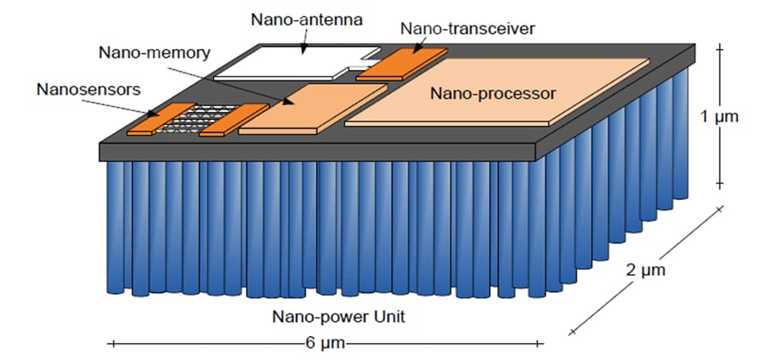 Nano-antenna
Nano-transceiver
Nano-memory
Nanosensors
Nano-processor
1 μm
2 μm
Nano-power Unit
6 μm